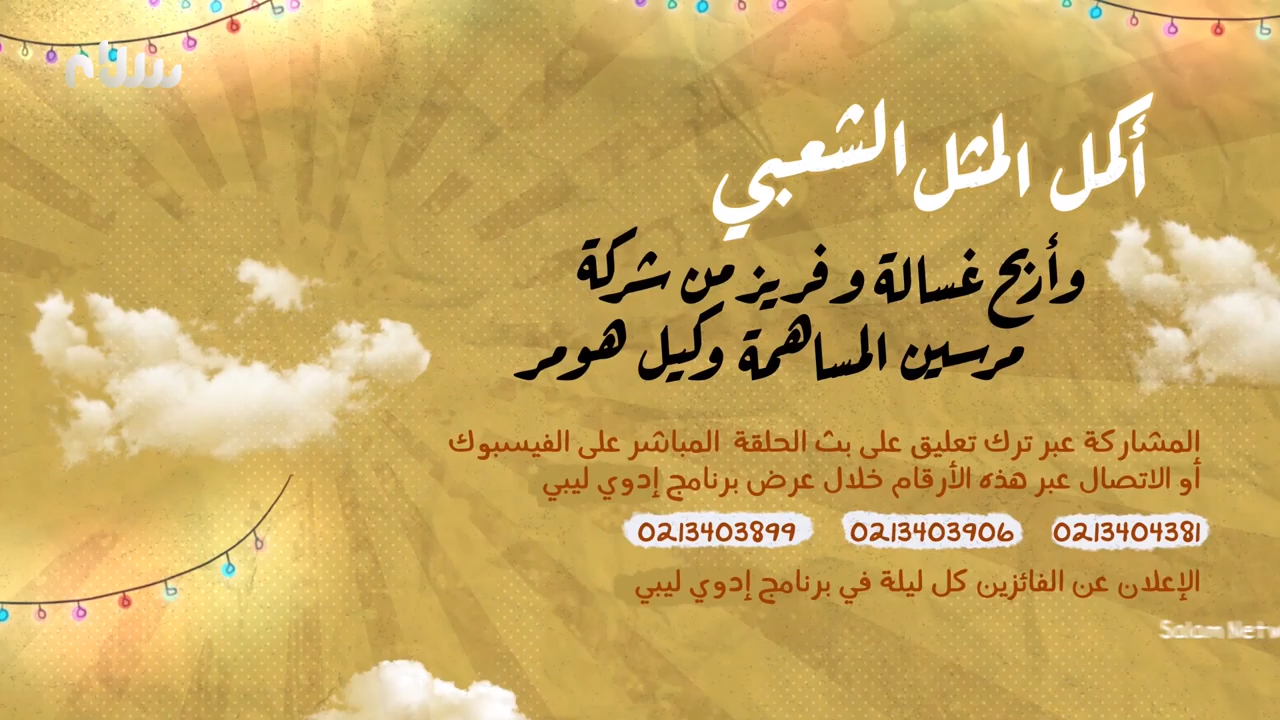 سلام
أكمل المثل الشعبي
وأربح غسالة وفريز من شركة
مرسين المساهمة وكيل هومر
المشاركة عبر ترك تعليق على بث الحلقة المباشر على الفيسبوك
أو الاتصال عبر هذه الأرقام خلال عرض برنامج إدوي ليبي
0213404381 0213403906 0213403899
الإعلان عن الفائزين كل ليلة في برنامج إدوي ليبي
Salam Netw